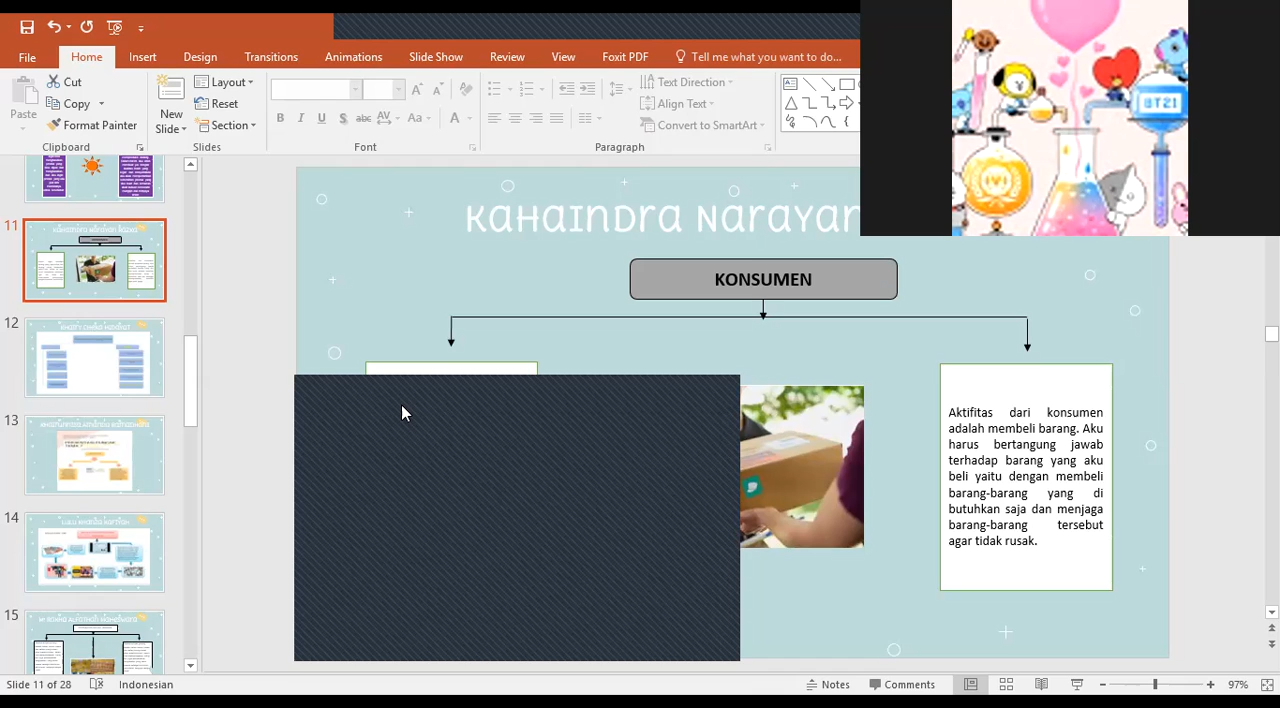 File Home Insert Design Transitions Animations Slide Show Review View Foxit PDF Tell me what you want to do...
Paste
Cut
Copy
Format Painter
Clipboard
New
Slide
Layout
Reset
Section
Slides
B I U S abc AV Aa A
Font
Text Direction
Align Text
Convert to SmartArt
Paragraph
BT21
11
12
13
14
15
KaHaINDRa NaRaYaN
KONSUMEN
Aktifitas dari konsumen
adalah membeli barang. Aku
harus bertangung jawab
terhadap barang yang aku
beli yaitu dengan membeli
barang-barang yang di
butuhkan saja dan menjaga
barang-barang tersebut
agar tidak rusak.
Slide 11 of 28 Indonesian Notes Comments 97%